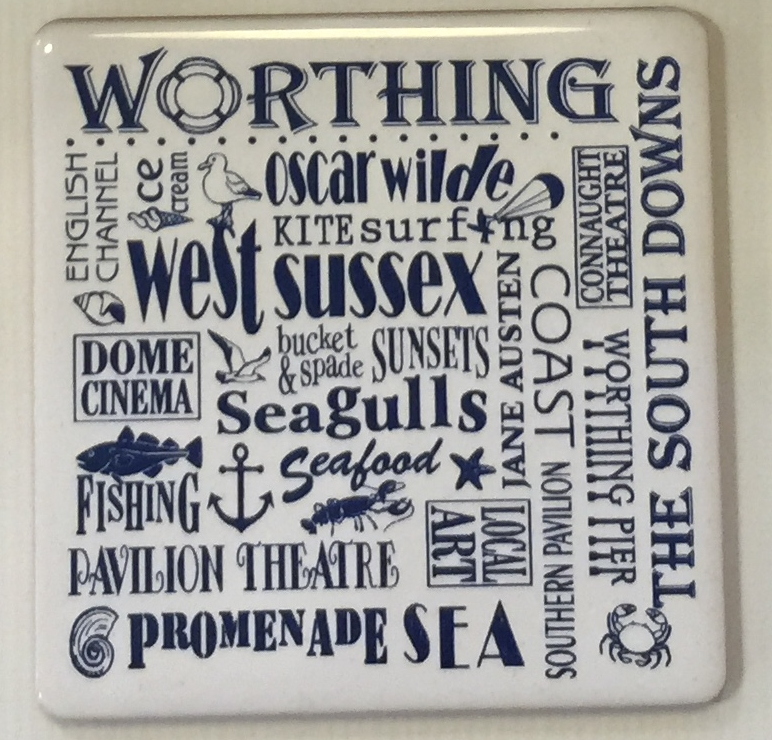 WORTHING
ENGLISH
CHANNEL
ice
cream
oscar wilde
KITE surfing
west sussex
CONNAUGHT
THEATRE
THE SOUTH DOWNS
DOME
CINEMA
bucket
& spade
SUNSETS
Seagulls
JANE AUSTEN
COAST
WORTHING PIER
FISHING
Seafood
LOCAL
ART
SOUTHERN PAVILION
PAVILION THEATRE
PROMENADE SEA